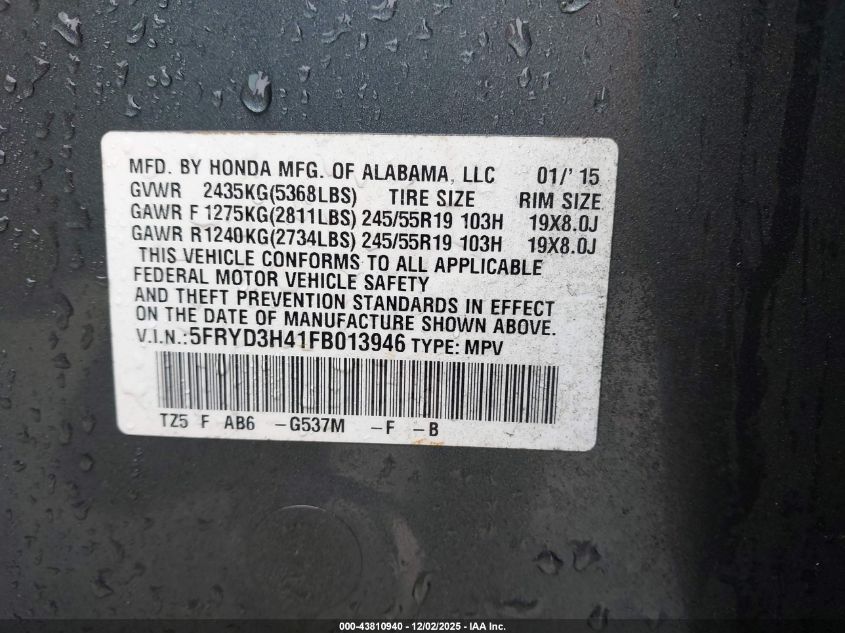 MFD. BY HONDA MFG. OF ALABAMA, LLC 01/' 15
GVWR 2435KG(5368LBS) TIRE SIZE RIM SIZE
GAWR F 1275KG(2811LBS) 245/55R19 103H 19X8.0J
GAWR R1240KG(2734LBS) 245/55R19 103H 19X8.0J
THIS VEHICLE CONFORMS TO ALL APPLICABLE
FEDERAL MOTOR VEHICLE SAFETY
AND THEFT PREVENTION STANDARDS IN EFFECT
ON THE DATE OF MANUFACTURE SHOWN ABOVE.
V.I.N.:5FRYD3H41FB013946 TYPE: MPV
TZ5 F AB6 -G537M -F -B
000-43810940 - 12/02/2025 - IAA Inc.